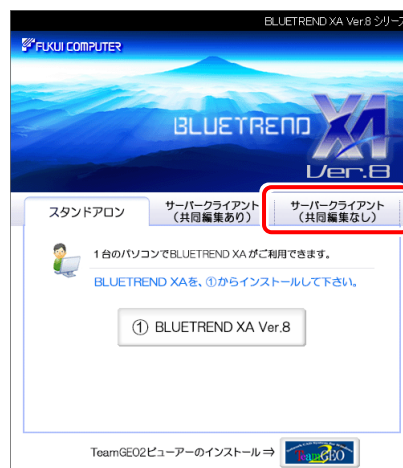 BLUETREND XA Ver.8 シリーズ
FUKUI COMPUTER
BLUETREND XA
Ver.8
スタンドアロン
サーバークライアント
（共同編集あり）
サーバークライアント
（共同編集なし）
1台のパソコンでBLUETREND XAがご利用できます。
BLUETREND XAを、①からインストールして下さい。
① BLUETREND XA Ver.8
TeamGEO2ビューアーのインストール⇒
TeamGEO